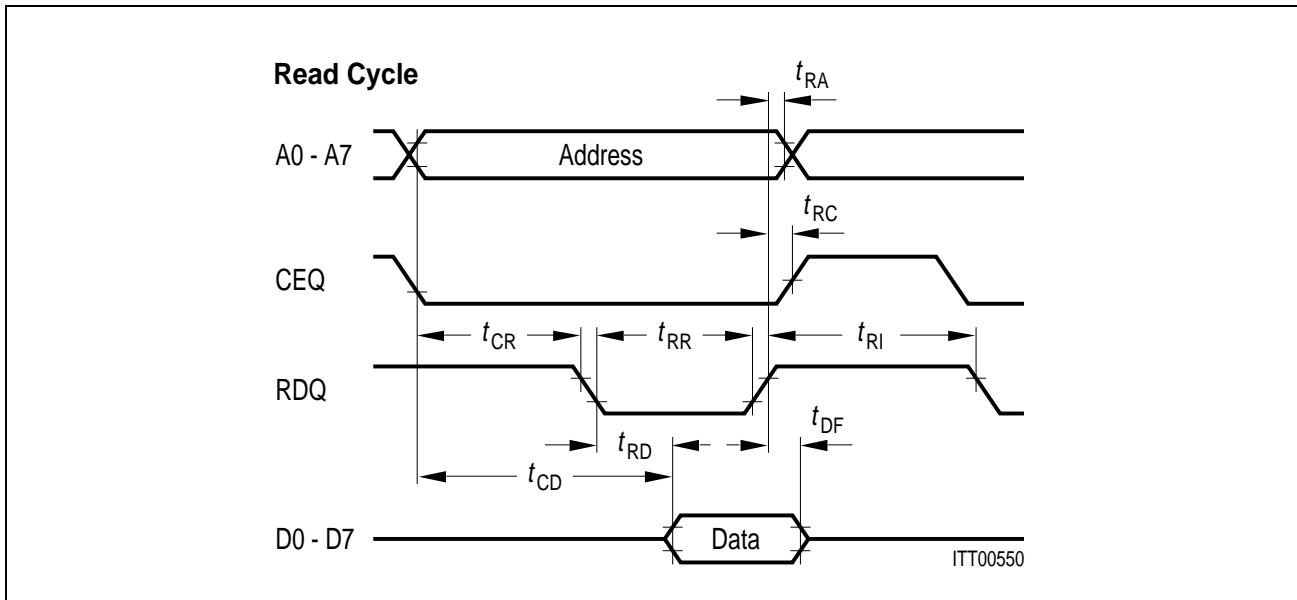 Read Cycle
tRA
A0 - A7
Address
tRC
CEQ
tCR
tRR
tRI
RDQ
tDF
tRD
tCD
D0 - D7
Data
ITT00550